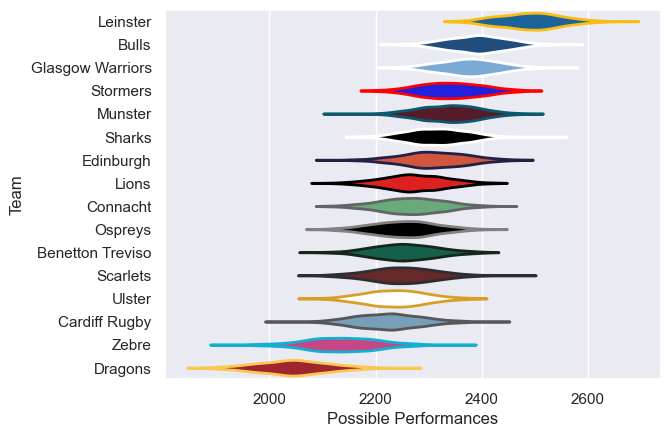 Leinster
Bulls
Glasgow Warriors
Stormers
Munster
Sharks
Edinburgh
Lions
Connacht
Ospreys
Benetton Treviso
Scarlets
Ulster
Cardiff Rugby
Zebre
Dragons
Team
2000 2200 2400 2600
Possible Performances